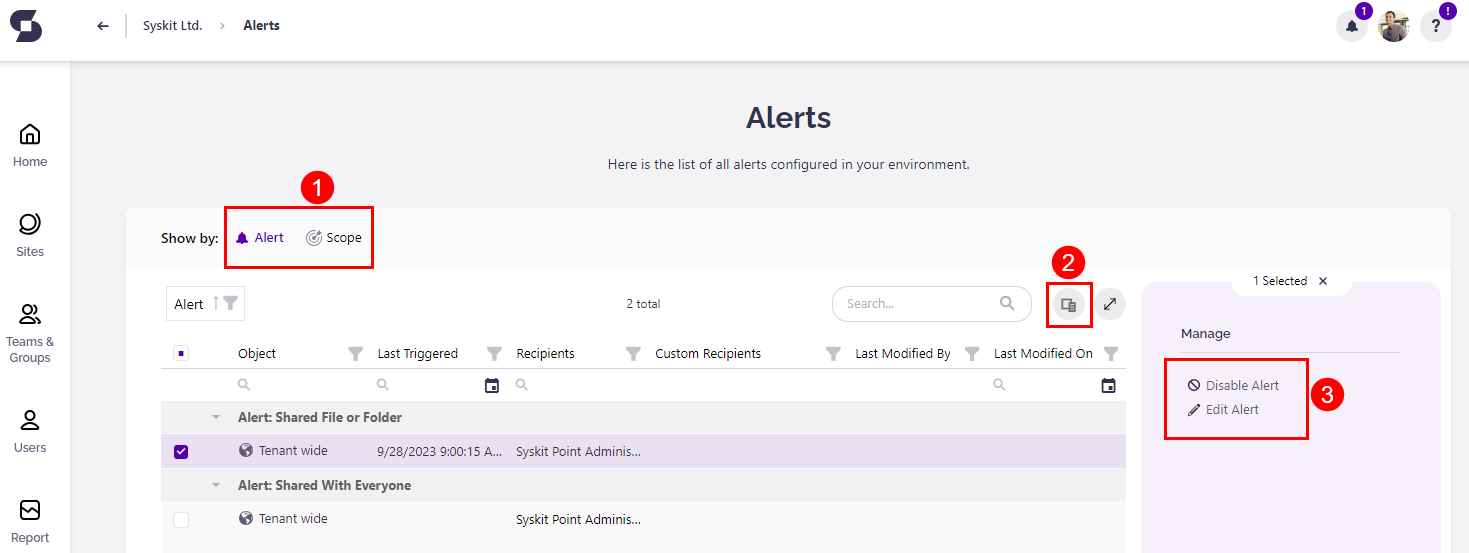 1
!
Syskit Ltd. > Alerts
?
Home
Sites
Teams &
Groups
Users
Report
Alerts
Here is the list of all alerts configured in your environment.
1
Show by: Alert Scope
2
Alert 2 total Search...
Object Last Triggered Recipients Custom Recipients Last Modified By Last Modified On
Alert: Shared File or Folder
Tenant wide 9/28/2023 9:00:15 A... Syskit Point Adminis...
Alert: Shared With Everyone
Tenant wide Syskit Point Adminis...
1 Selected
Manage
Disable Alert
Edit Alert
3